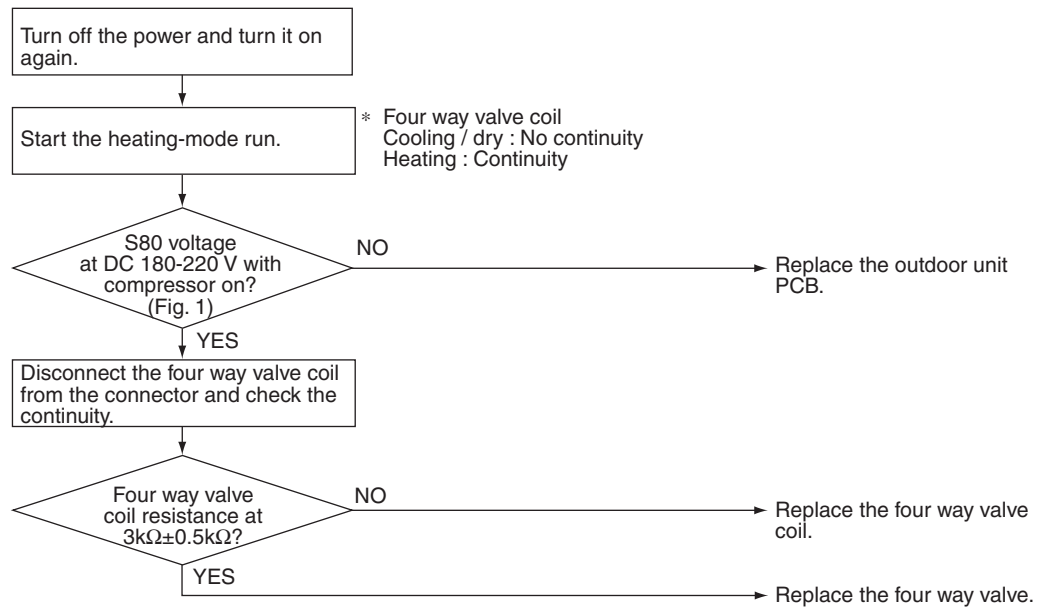 Turn off the power and turn it on
again.
Start the heating-mode run.
* Four way valve coil
Cooling / dry : No continuity
Heating : Continuity
S80 voltage
at DC 180-220 V with
compressor on?
(Fig. 1)
NO
Replace the outdoor unit
PCB.
YES
Disconnect the four way valve coil
from the connector and check the
continuity.
Four way valve
coil resistance at
3kΩ±0.5kΩ?
NO
Replace the four way valve
coil.
YES
Replace the four way valve.